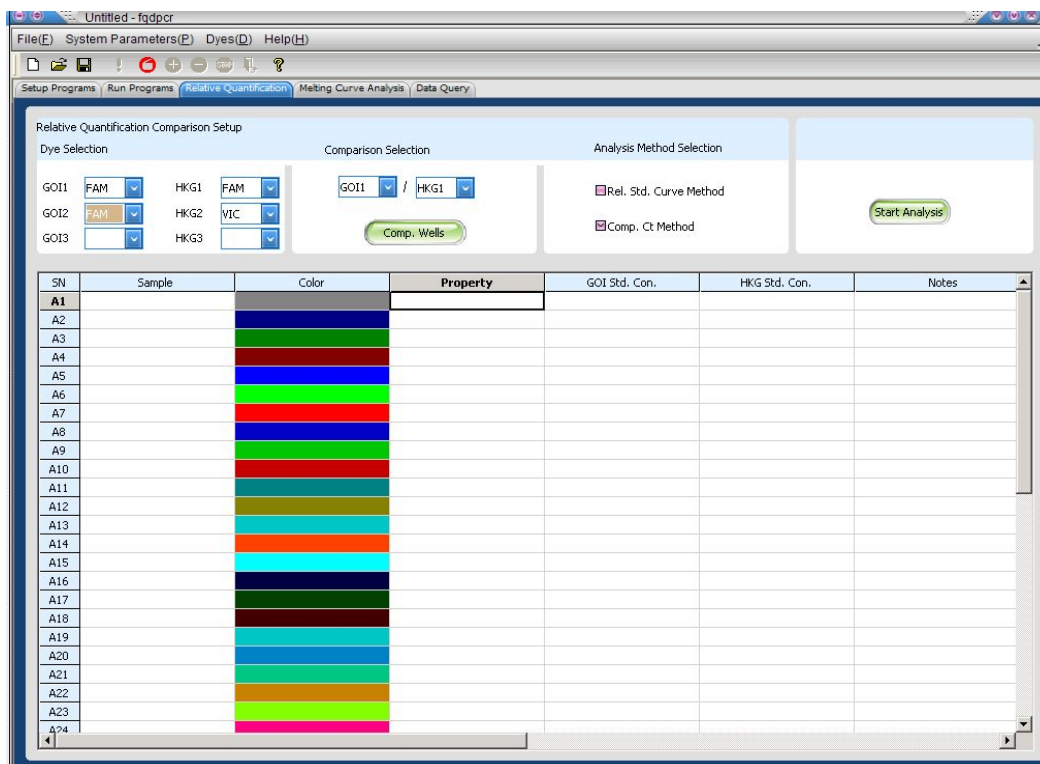 Untitled - fqdpcr
File(F) System Parameters(P) Dyes(D) Help(H)
STOP
Setup Programs Run Programs Relative Quantification Melting Curve Analysis Data Query
Relative Quantification Comparison Setup
Dye Selection Comparison Selection Analysis Method Selection
GOI1 FAM HKG1 FAM GOI1 / HKG1 Rel. Std. Curve Method
GOI2 FAM HKG2 VIC Comp. Wells Comp. Ct Method Start Analysis
GOI3 HKG3
SN Sample Color Property GOI Std. Con. HKG Std. Con. Notes
A1
A2
A3
A4
A5
A6
A7
A8
A9
A10
A11
A12
A13
A14
A15
A16
A17
A18
A19
A20
A21
A22
A23
A24